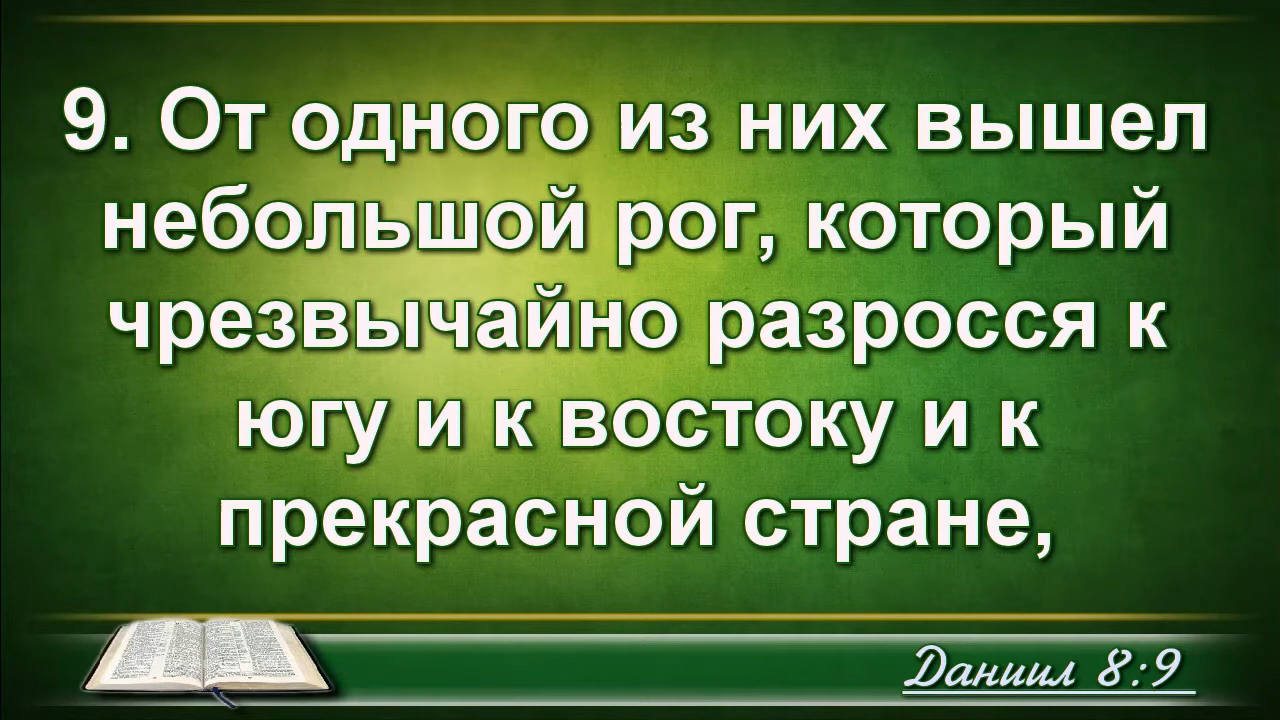 9. От одного из них вышел
небольшой рог, который
чрезвычайно разросся к
югу и к востоку и к
прекрасной стране,
Даниил 8:9